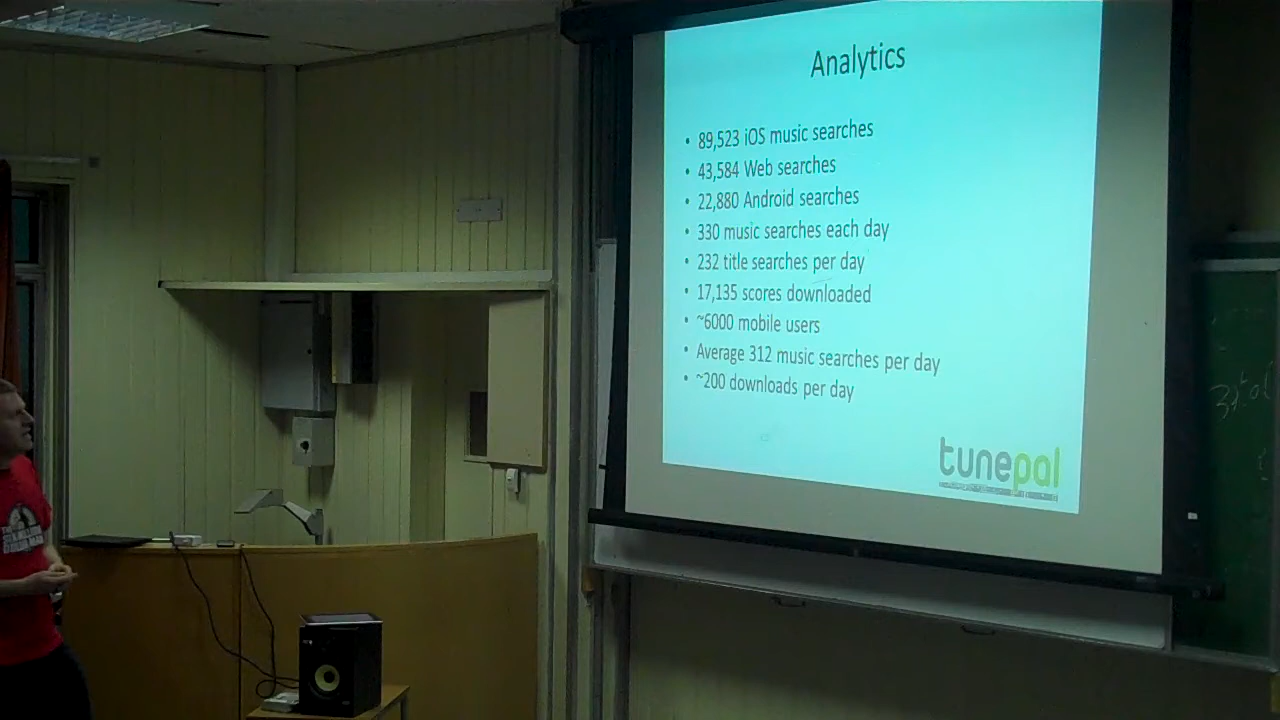 Analytics
• 89,523 iOS music searches
• 43,584 Web searches
• 22,880 Android searches
• 330 music searches each day
• 232 title searches per day
• 17,135 scores downloaded
• ~6000 mobile users
• Average 312 music searches per day
• ~200 downloads per day
tunepal